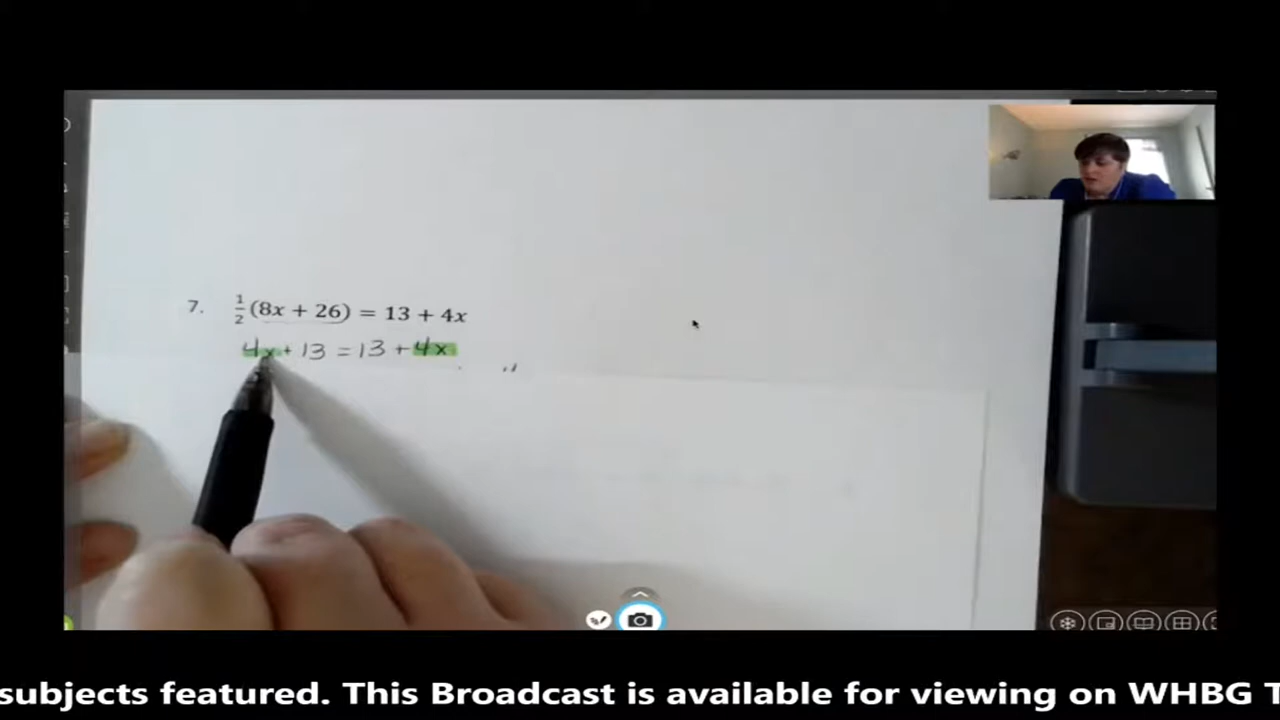 7. 1/2(8x + 26) = 13 + 4x
4x + 13 = 13 + 4x
subjects featured. This Broadcast is available for viewing on WHBG T